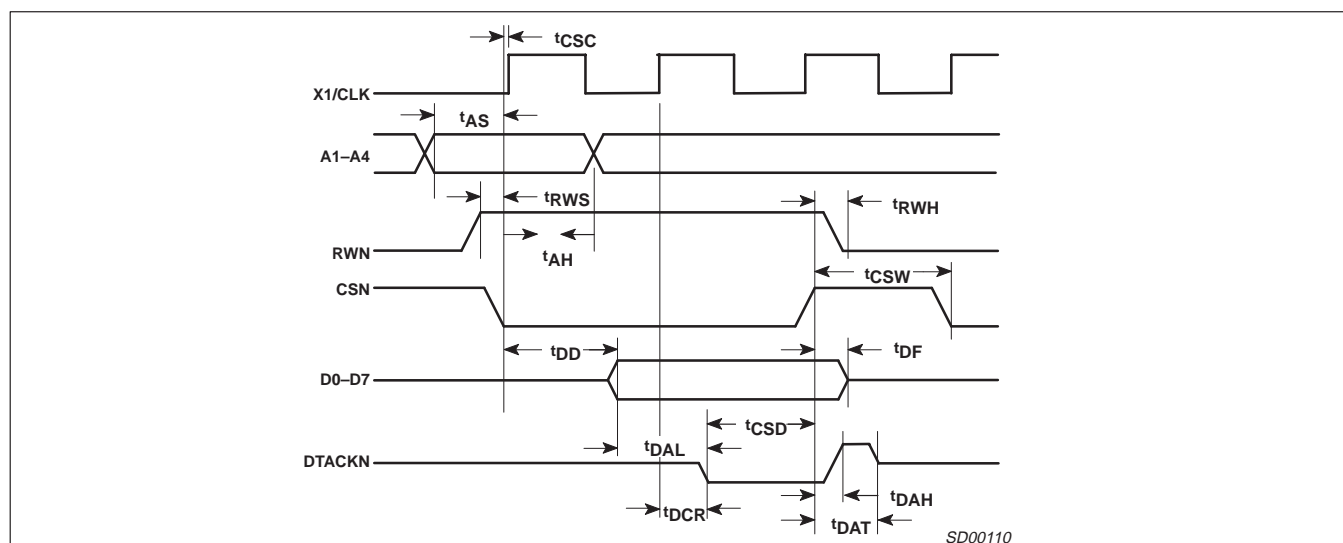 tCSC
X1/CLK
tAS
A1–A4
tRWS
tRWH
RWN
tAH
tCSW
CSN
tDD
tDF
D0–D7
tCSD
tDAL
DTACKN
tDAH
tDCR
tDAT
SD00110